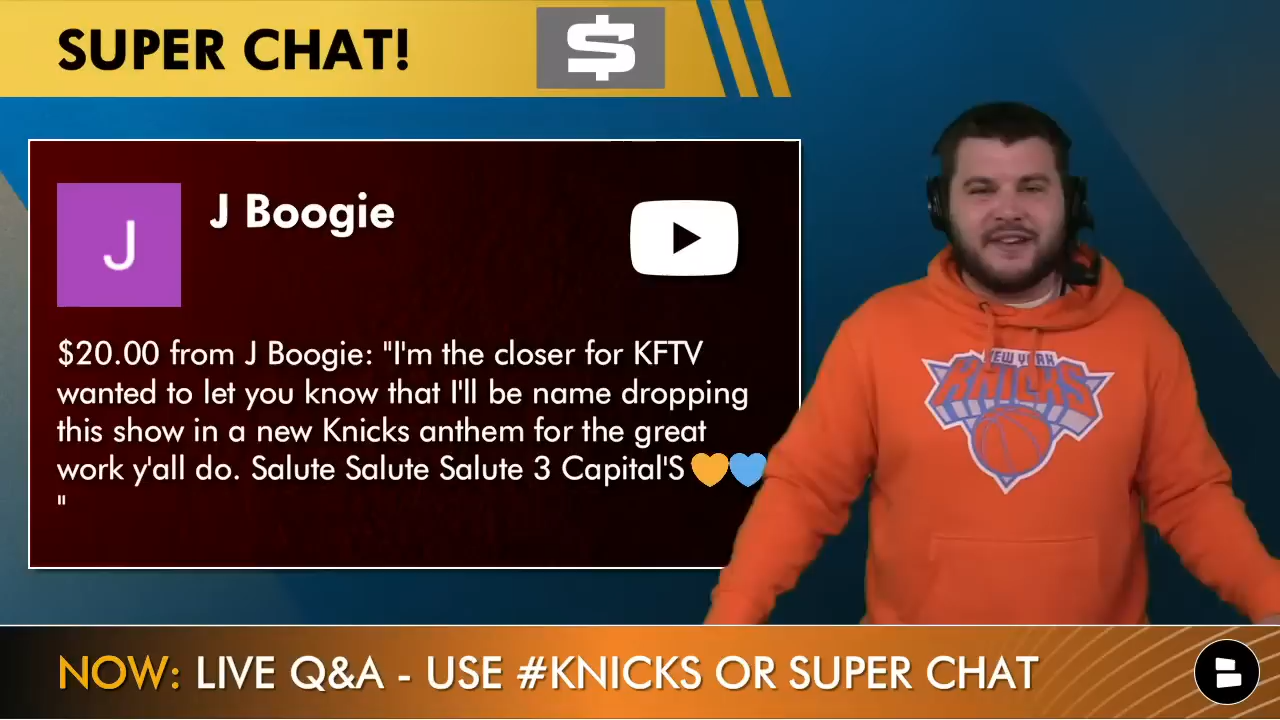 SUPER CHAT!
$
J
J Boogie
$20.00 from J Boogie: "I'm the closer for KFTV
wanted to let you know that I'll be name dropping
this show in a new Knicks anthem for the great
work y'all do. Salute Salute Salute 3 Capital'S 🧡💙
"
NEW YORK
KNICKS
NOW: LIVE Q&A - USE #KNICKS OR SUPER CHAT